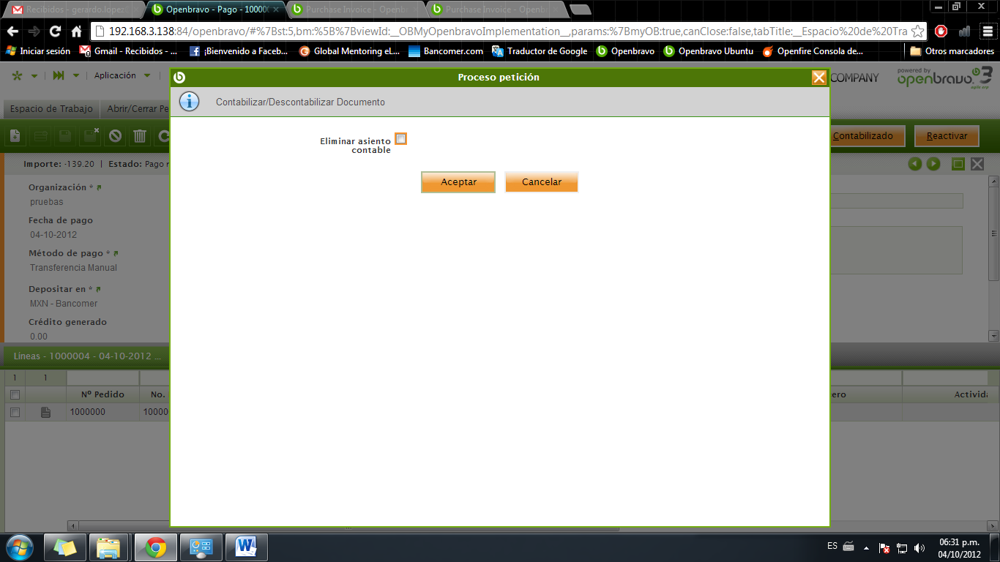 Recibidos - gerardo.lopez
Openbravo - Pago - 10000
Purchase Invoice - Openb
Purchase Invoice - Openb
192.168.3.138:84/openbravo/#%7Bst:5,bm:%5B%7BviewId:__OBMyOpenbravoImplementation__,params:%7BmyOB:true,canClose:false,tabTitle:__Espacio%20de%20Tra
Iniciar sesión
Gmail - Recibidos - ...
¡Bienvenido a Faceb...
Global Mentoring eL...
Bancomer.com
Traductor de Google
Openbravo
Openbravo Ubuntu
Openfire Consola de...
Otros marcadores
Aplicación
Proceso petición
COMPANY
powered by
openbravo 3
agile erp
Contabilizar/Descontabilizar Documento
Espacio de Trabajo
Abrir/Cerrar Pe
Eliminar asiento
contable
Contabilizado
Reactivar
Importe: -139.20 | Estado: Pago r
Aceptar
Cancelar
Organización *
pruebas
Fecha de pago
04-10-2012
Método de pago *
Transferencia Manual
Depositar en *
MXN - Bancomer
Crédito generado
0.00
Lineas - 1000004 - 04-10-2012 ...
1
1
Nº Pedido
No.
ero
Activida
1000000
10000
ES
06:31 p.m.
04/10/2012